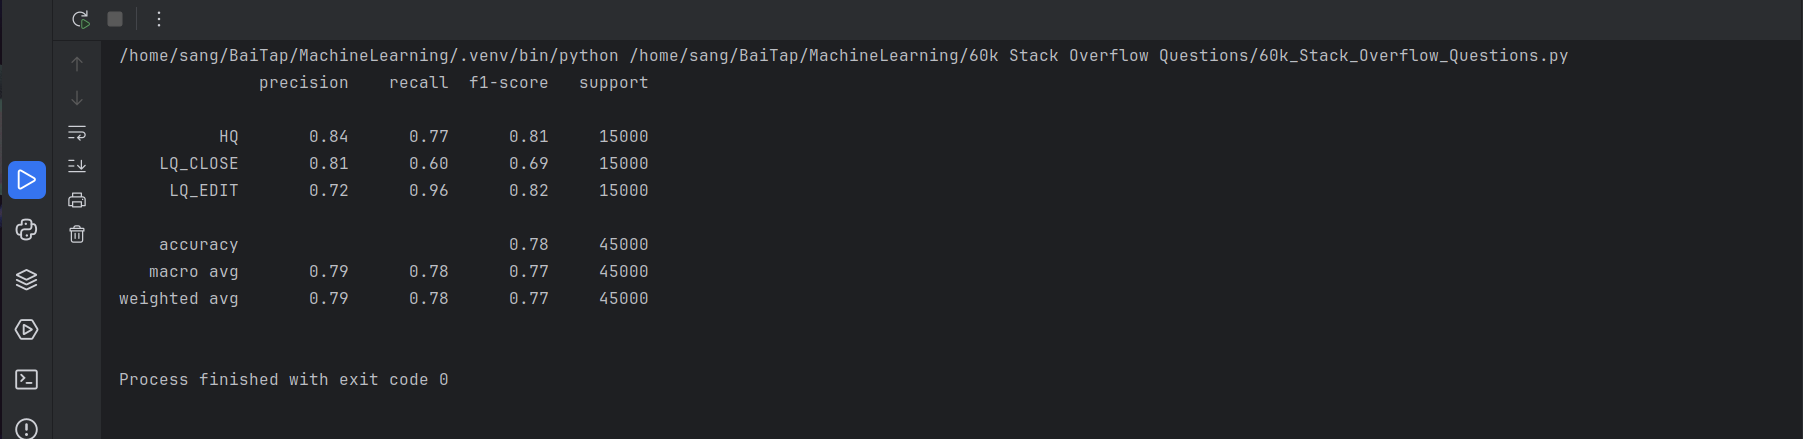 /home/sang/BaiTap/MachineLearning/.venv/bin/python /home/sang/BaiTap/MachineLearning/60k Stack Overflow Questions/60k_Stack_Overflow_Questions.py
precision recall f1-score support
HQ 0.84 0.77 0.81 15000
LQ_CLOSE 0.81 0.60 0.69 15000
LQ_EDIT 0.72 0.96 0.82 15000
accuracy 0.78 45000
macro avg 0.79 0.78 0.77 45000
weighted avg 0.79 0.78 0.77 45000
Process finished with exit code 0